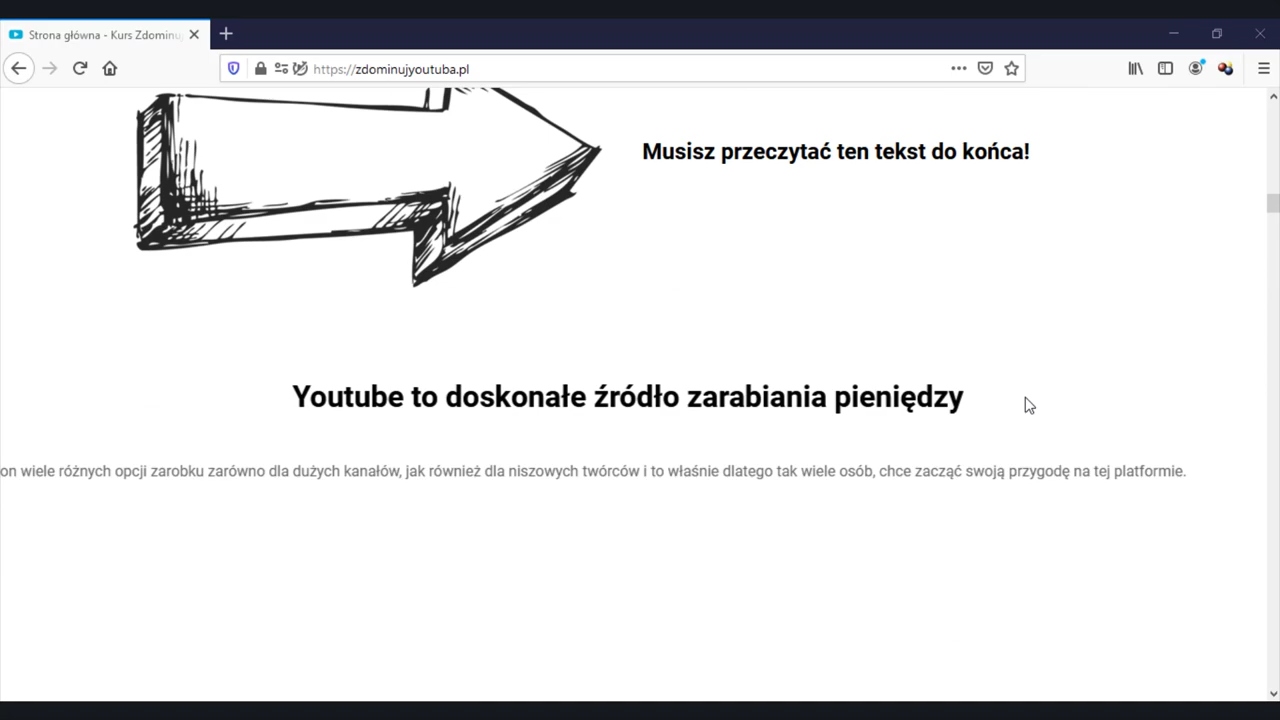 Strona główna - Kurs Zdominuj
https://zdominujyoutuba.pl
Musisz przeczytać ten tekst do końca!
Youtube to doskonałe źródło zarabiania pieniędzy
on wiele różnych opcji zarobku zarówno dla dużych kanałów, jak również dla niszowych twórców i to właśnie dlatego tak wiele osób, chce zacząć swoją przygodę na tej platformie.